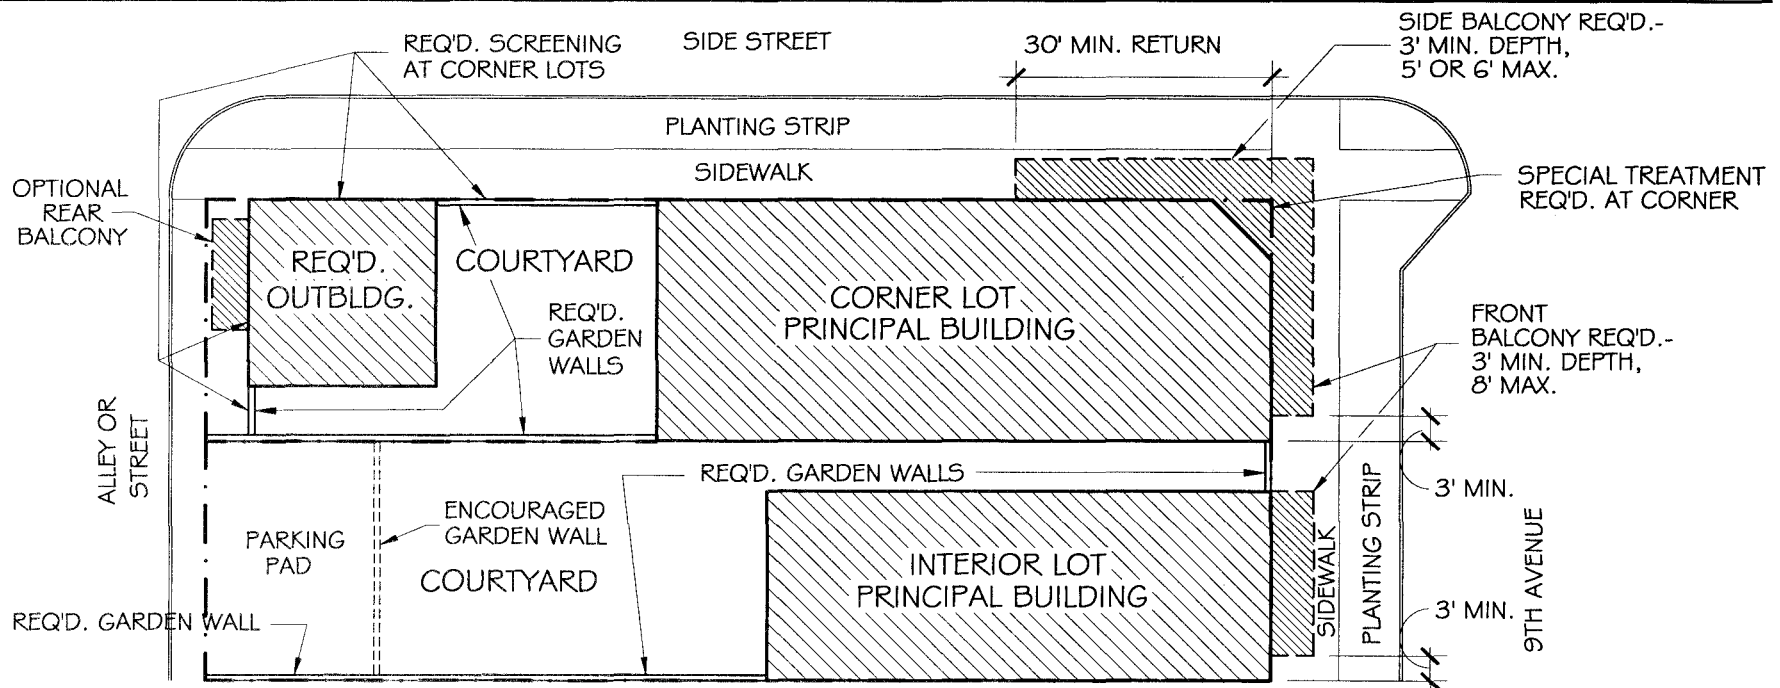 SIDE BALCONY REQ'D.-
3' MIN. DEPTH,
5' OR 6' MAX.
REQ'D. SCREENING
AT CORNER LOTS
SIDE STREET
30' MIN. RETURN
PLANTING STRIP
SIDEWALK
OPTIONAL
REAR
BALCONY
SPECIAL TREATMENT
REQ'D. AT CORNER
REQ'D.
OUTBLDG.
COURTYARD
REQ'D.
GARDEN
WALLS
CORNER LOT
PRINCIPAL BUILDING
FRONT
BALCONY REQ'D.-
3' MIN. DEPTH,
8' MAX.
ALLEY OR
STREET
REQ'D. GARDEN WALLS
3' MIN.
ENCOURAGED
GARDEN WALL
PARKING
PAD
COURTYARD
INTERIOR LOT
PRINCIPAL BUILDING
SIDEWALK
PLANTING STRIP
9TH AVENUE
3' MIN.
REQ'D. GARDEN WALL